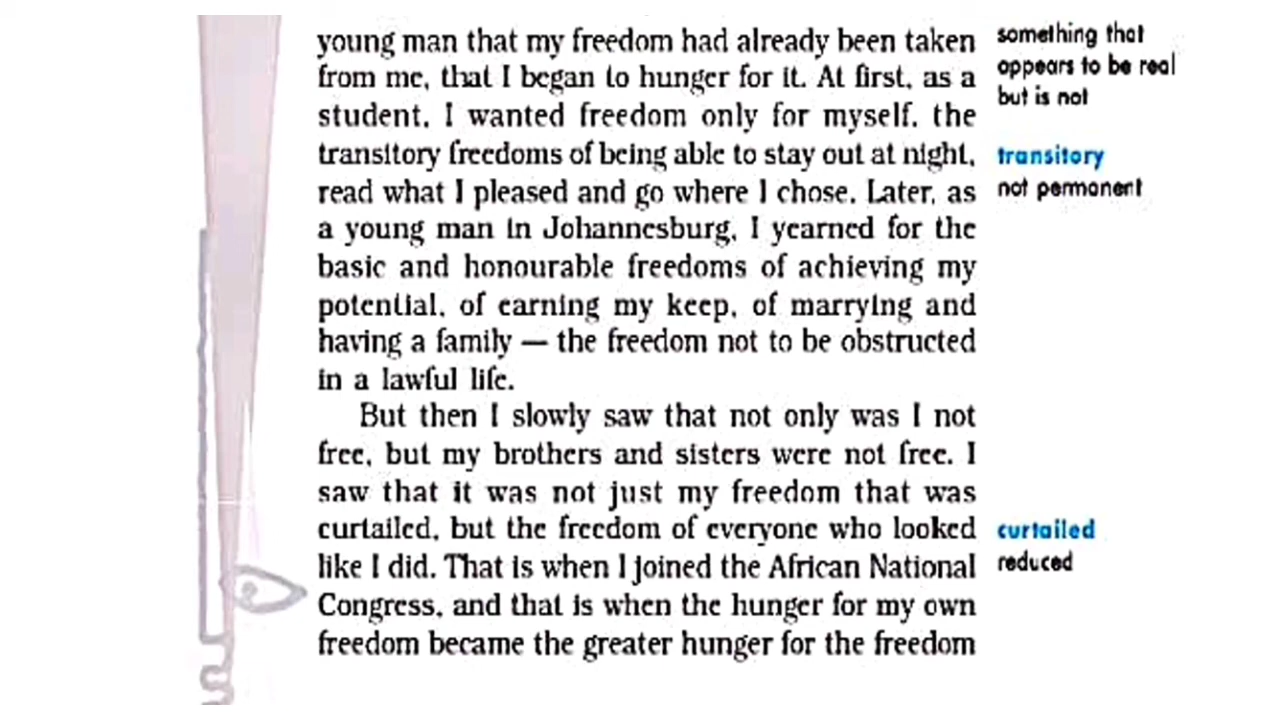 young man that my freedom had already been taken
from me, that I began to hunger for it. At first, as a
student, I wanted freedom only for myself, the
transitory freedoms of being able to stay out at night,
read what I pleased and go where I chose. Later, as
a young man in Johannesburg, I yearned for the
basic and honourable freedoms of achieving my
potential, of earning my keep, of marrying and
having a family — the freedom not to be obstructed
in a lawful life.
But then I slowly saw that not only was I not
free, but my brothers and sisters were not free. I
saw that it was not just my freedom that was
curtailed, but the freedom of everyone who looked
like I did. That is when I joined the African National
Congress, and that is when the hunger for my own
freedom became the greater hunger for the freedom
something that
appears to be real
but is not
transitory
not permanent
curtailed
reduced